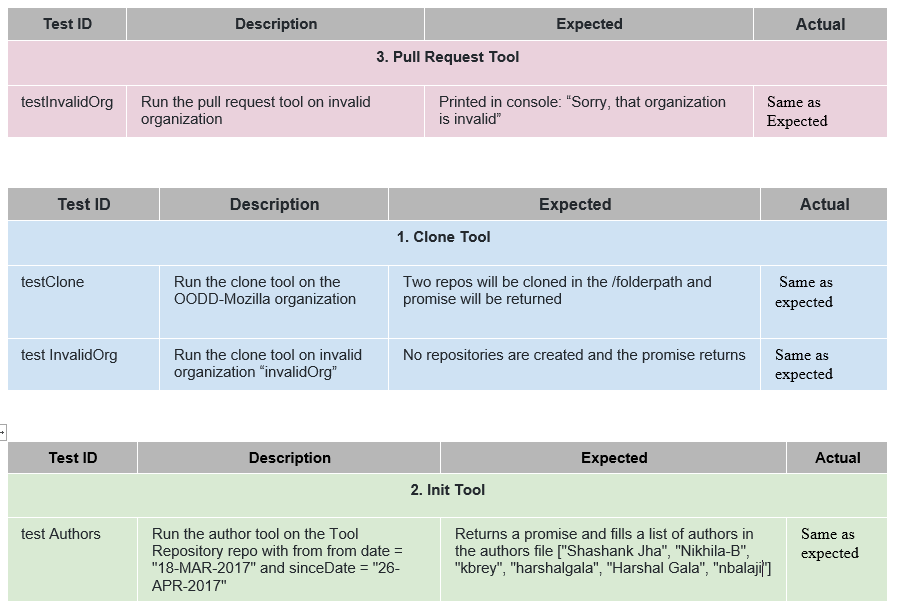 Test ID Description Expected Actual
3. Pull Request Tool
testInvalidOrg Run the pull request tool on invalid Printed in console: “Sorry, that organization Same as
organization is invalid” Expected
Test ID Description Expected Actual
1. Clone Tool
testClone Run the clone tool on the Two repos will be cloned in the /folderpath and Same as
OODD-Mozilla organization promise will be returned expected
test InvalidOrg Run the clone tool on invalid No repositories are created and the promise returns Same as
organization “invalidOrg” expected
Test ID Description Expected Actual
2. Init Tool
test Authors Run the author tool on the Tool Returns a promise and fills a list of authors in Same as
Repository repo with from from date = the authors file ["Shashank Jha", "Nikhila-B", expected
"18-MAR-2017" and sinceDate = "26- "kbrey", "harshalgala", "Harshal Gala", "nbalaji"]
APR-2017"